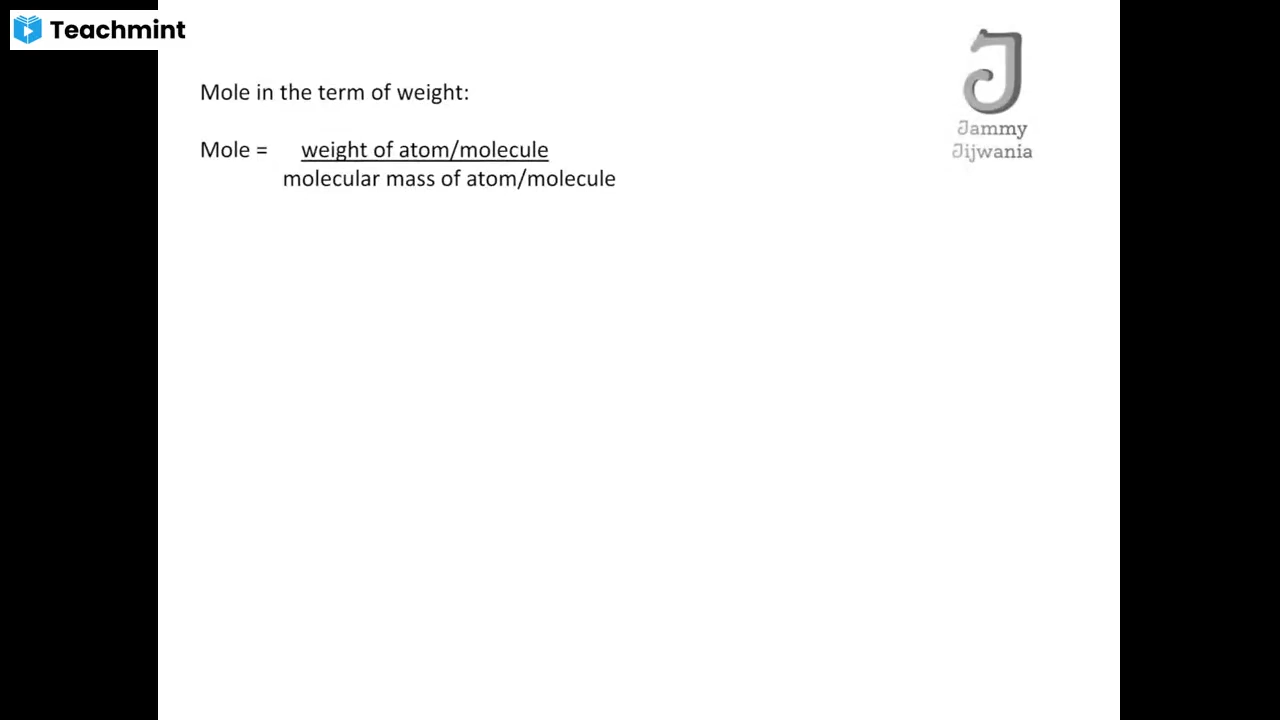 Teachmint
Jammy
Jijwania
Mole in the term of weight:
Mole = weight of atom/molecule
molecular mass of atom/molecule